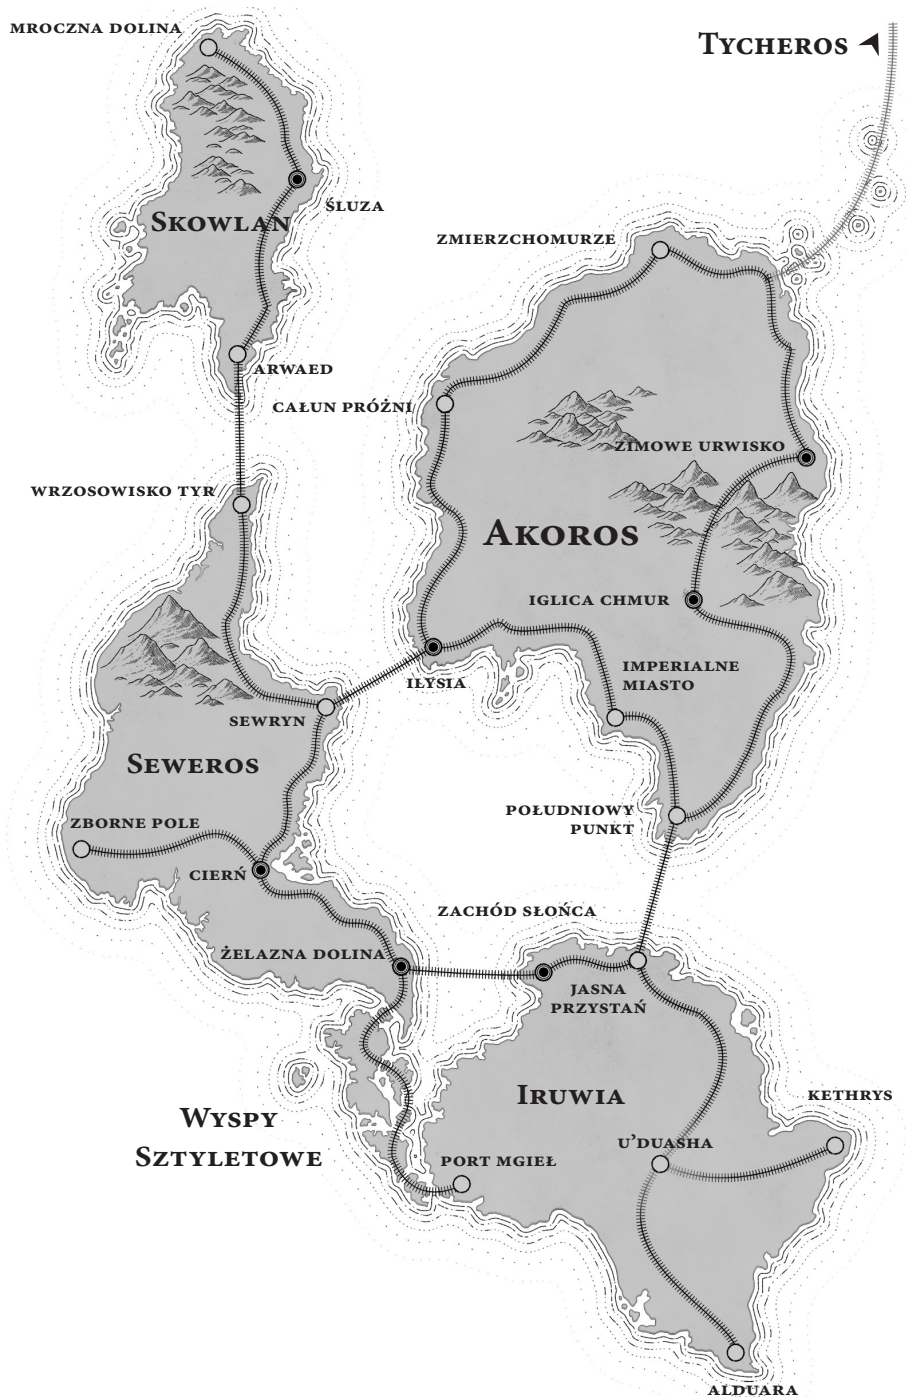 MROCZNA DOLINA
TYCHEROS
ŚLUZA
SKOWLAN
ZMIERZCHOMURZE
ARWAED
CAŁUN PRÓŻNI
ZIMOWE URWISKO
WRZOSOWISKO TYR
AKOROS
IGLICA CHMUR
IMPERIALNE
MIASTO
IŁYSIA
SEWRYN
SEWEROS
POŁUDNIOWY
PUNKT
ZBORNE POLE
CIERŃ
ZACHÓD SŁOŃCA
ŻELAZNA DOLINA
JASNA
PRZYSTAŃ
IRUWIA
KETHRYS
WYSPY
SZTYLETOWE
U'DUASHA
PORT MGIEŁ
ALDUARA